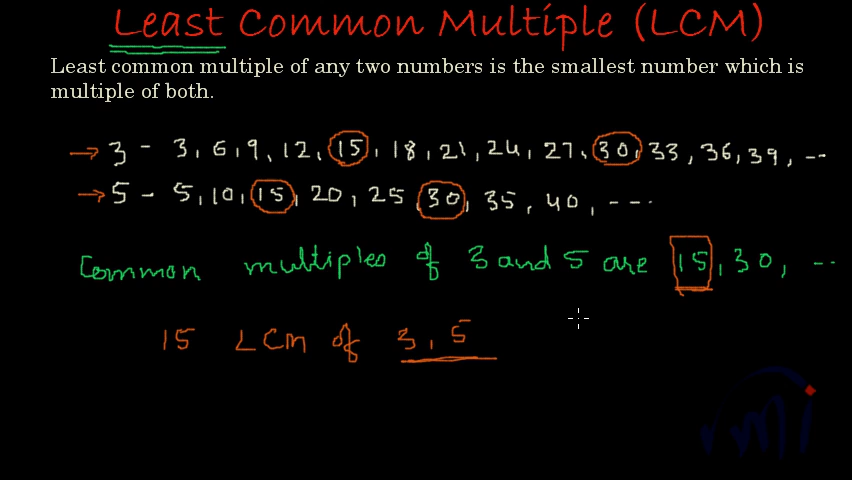 Least Common Multiple (LCM)
Least common multiple of any two numbers is the smallest number which is
multiple of both.
→ 3 - 3, 6, 9, 12, 15, 18, 21, 24, 27, 30, 33, 36, 39, ---
→ 5 - 5, 10, 15, 20, 25, 30, 35, 40, ----
Common multiples of 3 and 5 are 15, 30, ---
15 LCM of 3, 5
vmi